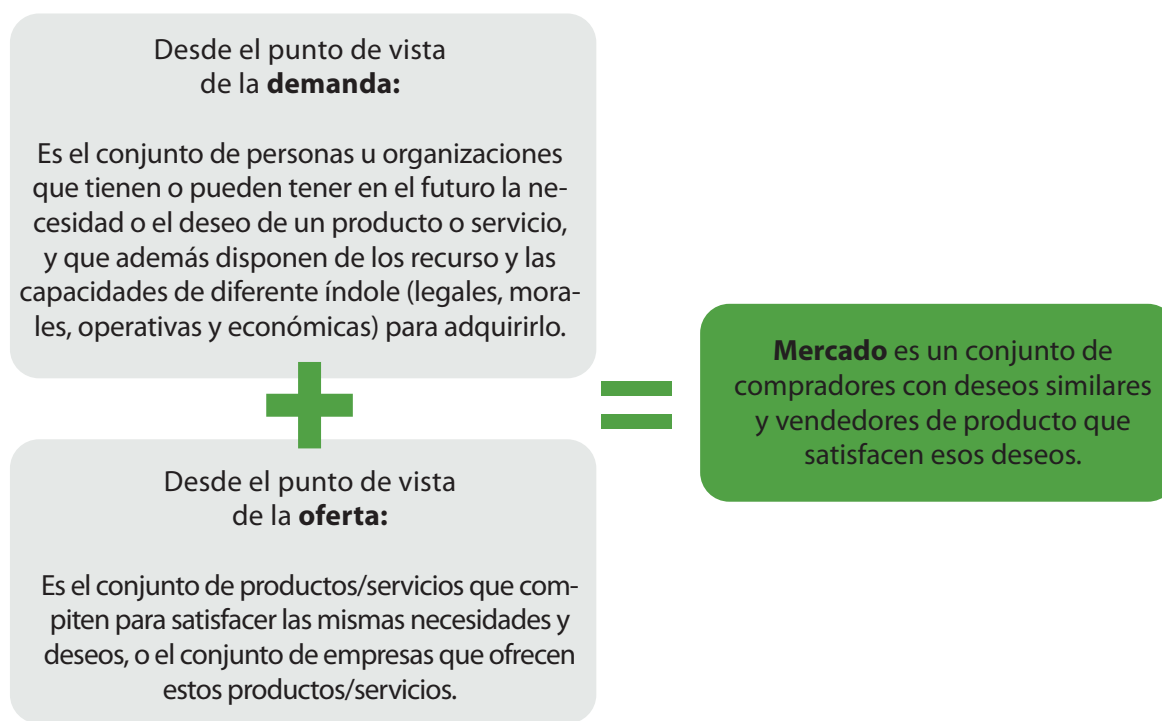 Desde el punto de vista
de la demanda:
Es el conjunto de personas u organizaciones
que tienen o pueden tener en el futuro la ne-
cesidad o el deseo de un producto o servicio,
y que además disponen de los recurso y las
capacidades de diferente índole (legales, mora-
les, operativas y económicas) para adquirirlo.
Desde el punto de vista
de la oferta:
Es el conjunto de productos/servicios que com-
piten para satisfacer las mismas necesidades y
deseos, o el conjunto de empresas que ofrecen
estos productos/servicios.
Mercado es un conjunto de
compradores con deseos similares
y vendedores de producto que
satisfacen esos deseos.